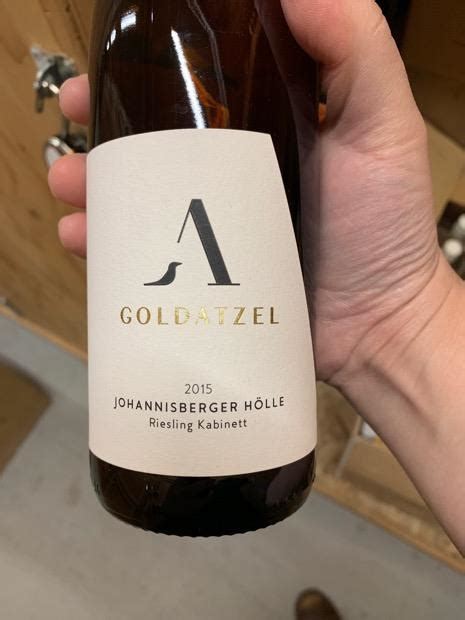 A
GOLDATZEL
2015
JOHANNISBERGER HÖLLE
Riesling Kabinett